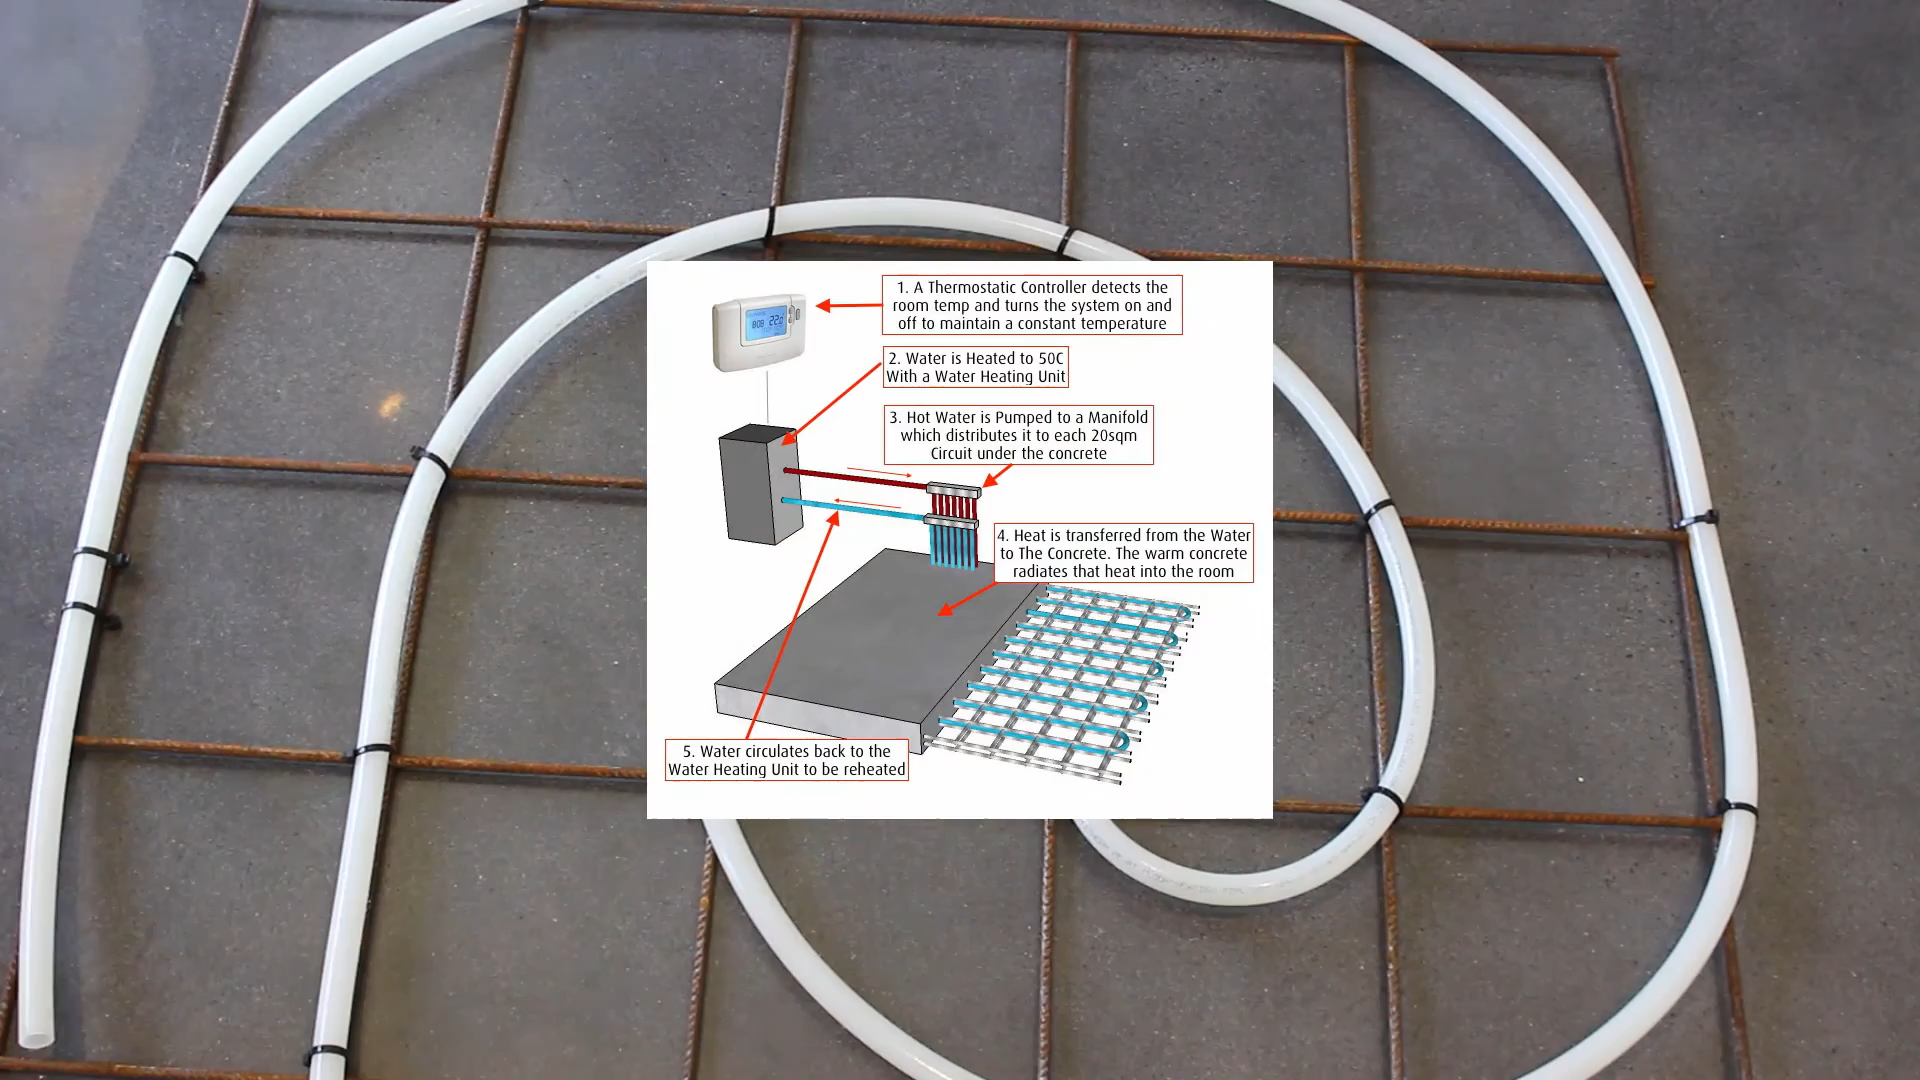 1. A Thermostatic Controller detects the
room temp and turns the system on and
off to maintain a constant temperature
808 22.0
2. Water is Heated to 50C
With a Water Heating Unit
3. Hot Water is Pumped to a Manifold
which distributes it to each 20sqm
Circuit under the concrete
4. Heat is transferred from the Water
to The Concrete. The warm concrete
radiates that heat into the room
5. Water circulates back to the
Water Heating Unit to be reheated